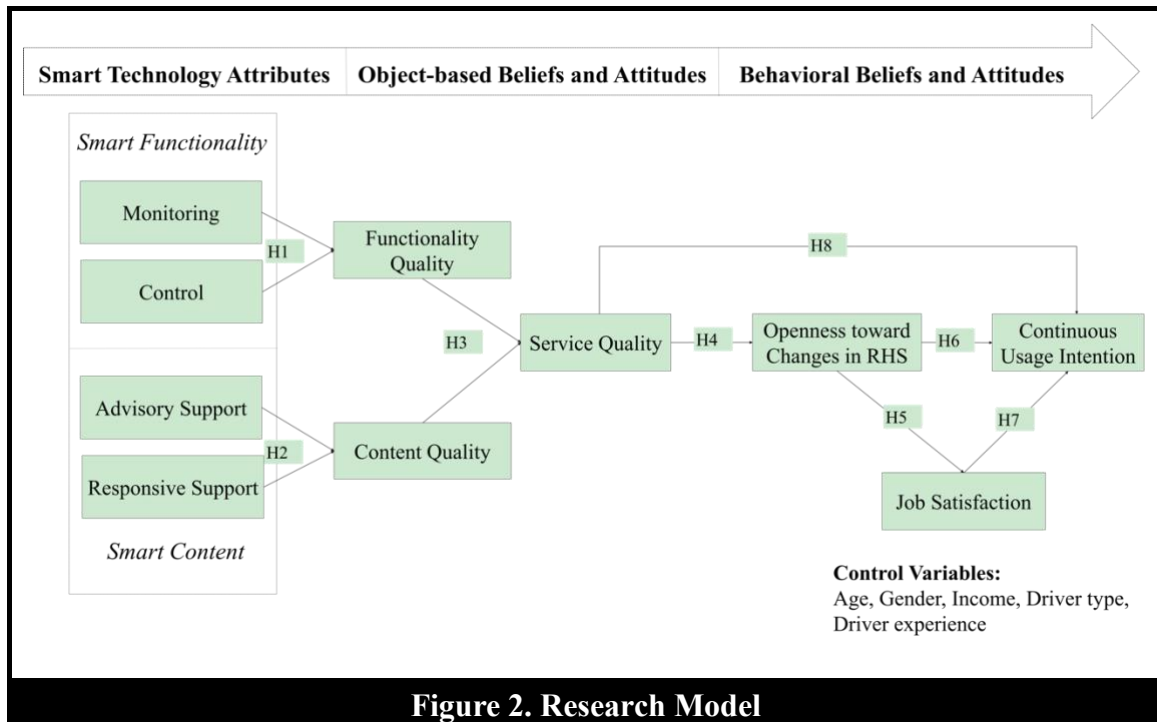 Smart Technology Attributes
Object-based Beliefs and Attitudes
Behavioral Beliefs and Attitudes
Smart Functionality
Monitoring
H1
Control
Functionality
Quality
H3
Advisory Support
H2
Responsive Support
Content Quality
Smart Content
Service Quality
H8
H4
Openness toward
Changes in RHS
H6
Continuous
Usage Intention
H5
H7
Job Satisfaction
Control Variables:
Age, Gender, Income, Driver type,
Driver experience
Figure 2. Research Model